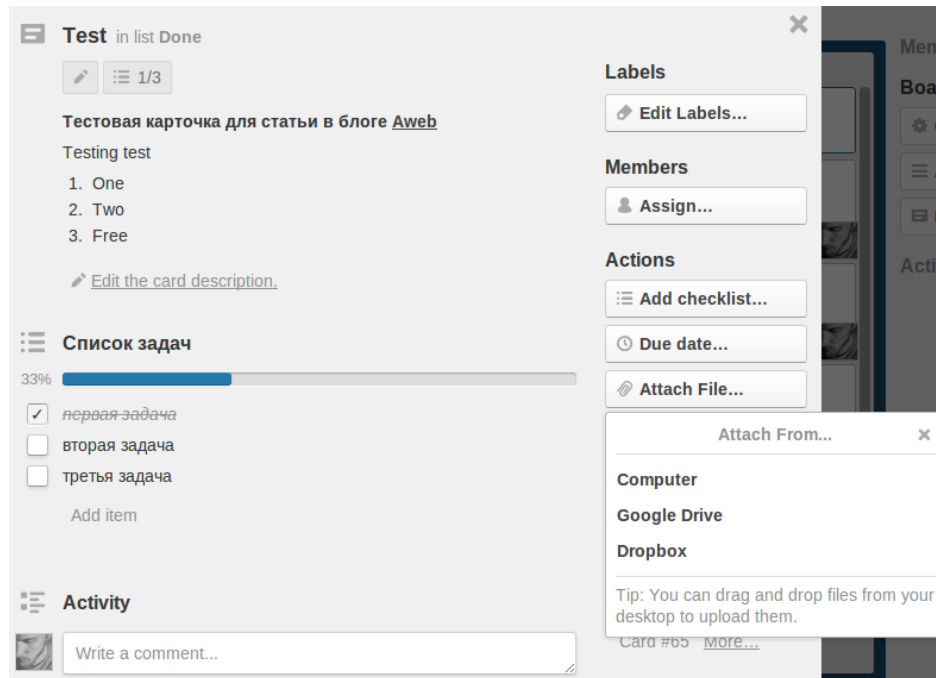 Test in list Done
1/3
Тестовая карточка для статьи в блоге Aweb
Testing test
1. One
2. Two
3. Free
Edit the card description.
Список задач
33%
первая задача
вторая задача
третья задача
Add item
Activity
Write a comment...
Labels
Edit Labels...
Members
Assign...
Actions
Add checklist...
Due date...
Attach File...
Attach From...
Computer
Google Drive
Dropbox
Tip: You can drag and drop files from your
desktop to upload them.
Card #65 More...